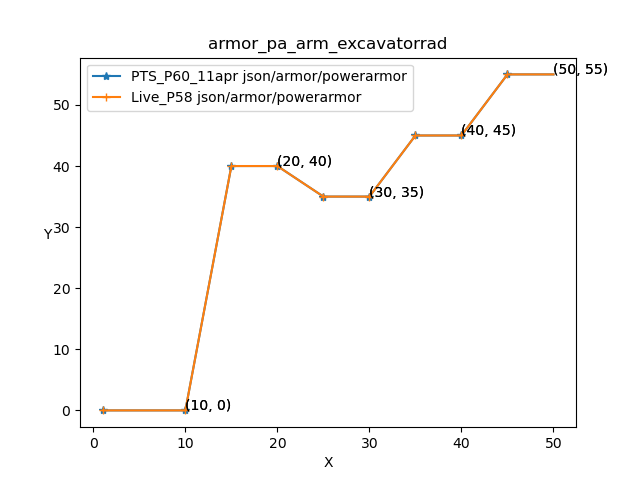 armor_pa_arm_excavatorrad
PTS_P60_11apr json/armor/powerarmor
Live_P58 json/armor/powerarmor
(50, 55)
(40, 45)
(20, 40)
(30, 35)
(10, 0)
50
40
30
20
10
0
Y
0 10 20 30 40 50
X